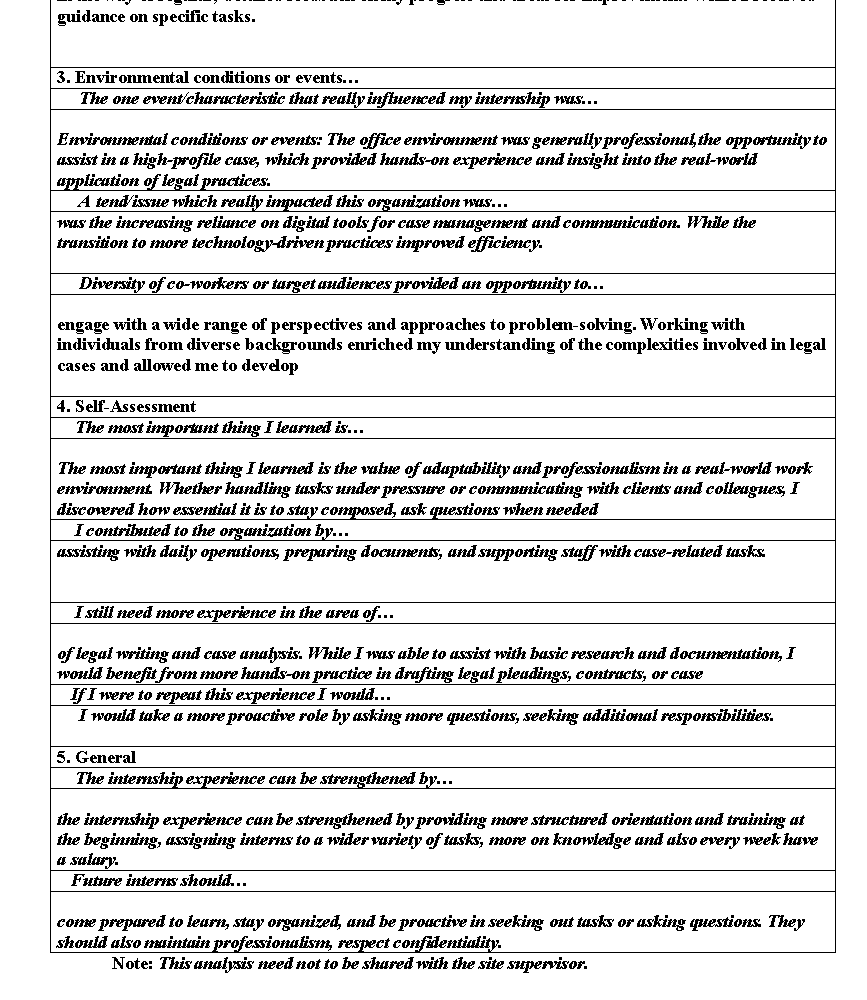 guidance on specific tasks.
3. Environmental conditions or events…
The one event/characteristic that really influenced my internship was…
Environmental conditions or events: The office environment was generally professional,the opportunity to
assist in a high-profile case, which provided hands-on experience and insight into the real-world
application of legal practices.
A tend/issue which really impacted this organization was…
was the increasing reliance on digital tools for case management and communication. While the
transition to more technology-driven practices improved efficiency.
Diversity of co-workers or target audiences provided an opportunity to…
engage with a wide range of perspectives and approaches to problem-solving. Working with
individuals from diverse backgrounds enriched my understanding of the complexities involved in legal
cases and allowed me to develop
4. Self-Assessment
The most important thing I learned is…
The most important thing I learned is the value of adaptability and professionalism in a real-world work
environment. Whether handling tasks under pressure or communicating with clients and colleagues, I
discovered how essential it is to stay composed, ask questions when needed
I contributed to the organization by…
assisting with daily operations, preparing documents, and supporting staff with case-related tasks.
I still need more experience in the area of…
of legal writing and case analysis. While I was able to assist with basic research and documentation, I
would benefit from more hands-on practice in drafting legal pleadings, contracts, or case
If I were to repeat this experience I would…
I would take a more proactive role by asking more questions, seeking additional responsibilities.
5. General
The internship experience can be strengthened by…
the internship experience can be strengthened by providing more structured orientation and training at
the beginning, assigning interns to a wider variety of tasks, more on knowledge and also every week have
a salary.
Future interns should…
come prepared to learn, stay organized, and be proactive in seeking out tasks or asking questions. They
should also maintain professionalism, respect confidentiality.
Note: This analysis need not to be shared with the site supervisor.